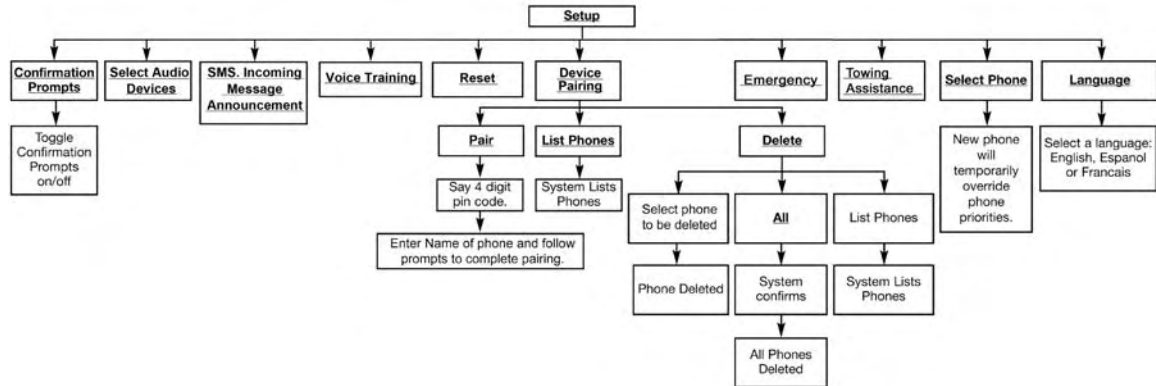 Setup
Confirmation
Prompts
Select Audio
Devices
SMS. Incoming
Message
Announcement
Voice Training
Reset
Device
Pairing
Emergency
Towing
Assistance
Select Phone
Language
Toggle
Confirmation
Prompts
on/off
Pair
List Phones
Delete
New phone
will
temporarily
override
phone
priorities.
Select a language:
English, Espanol
or Francais
Say 4 digit
pin code.
System Lists
Phones
Select phone
to be deleted
All
List Phones
Enter Name of phone and follow
prompts to complete pairing.
Phone Deleted
System
confirms
System Lists
Phones
All Phones
Deleted